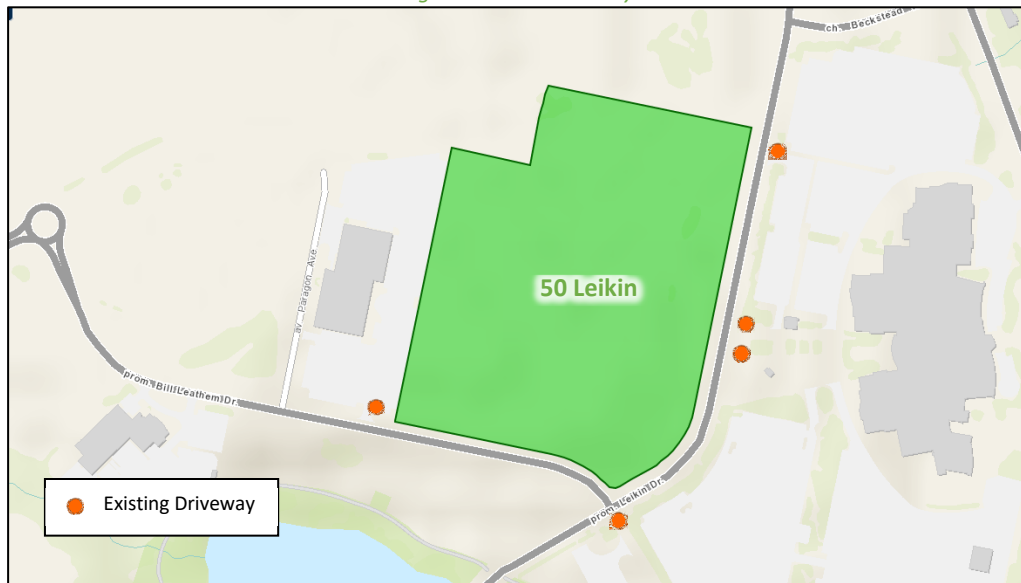 ch. Beckstead
50 Leikin
av. Paragon Ave
prom. Bill Leathem Dr.
prom. Leikin Dr.
Existing Driveway